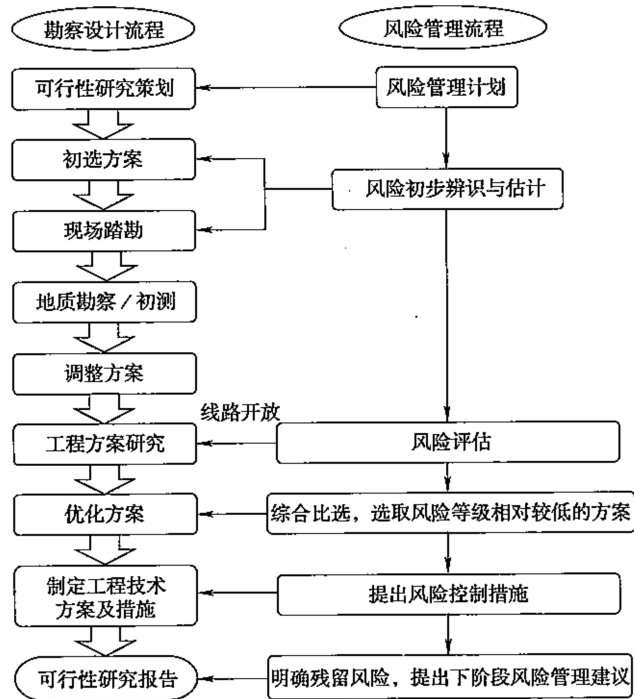 勘察设计流程
风险管理流程
可行性研究策划
风险管理计划
初选方案
风险初步辨识与估计
现场踏勘
地质勘察／初测
调整方案
线路开放
工程方案研究
风险评估
优化方案
综合比选，选取风险等级相对较低的方案
制定工程技术
方案及措施
提出风险控制措施
可行性研究报告
明确残留风险，提出下阶段风险管理建议